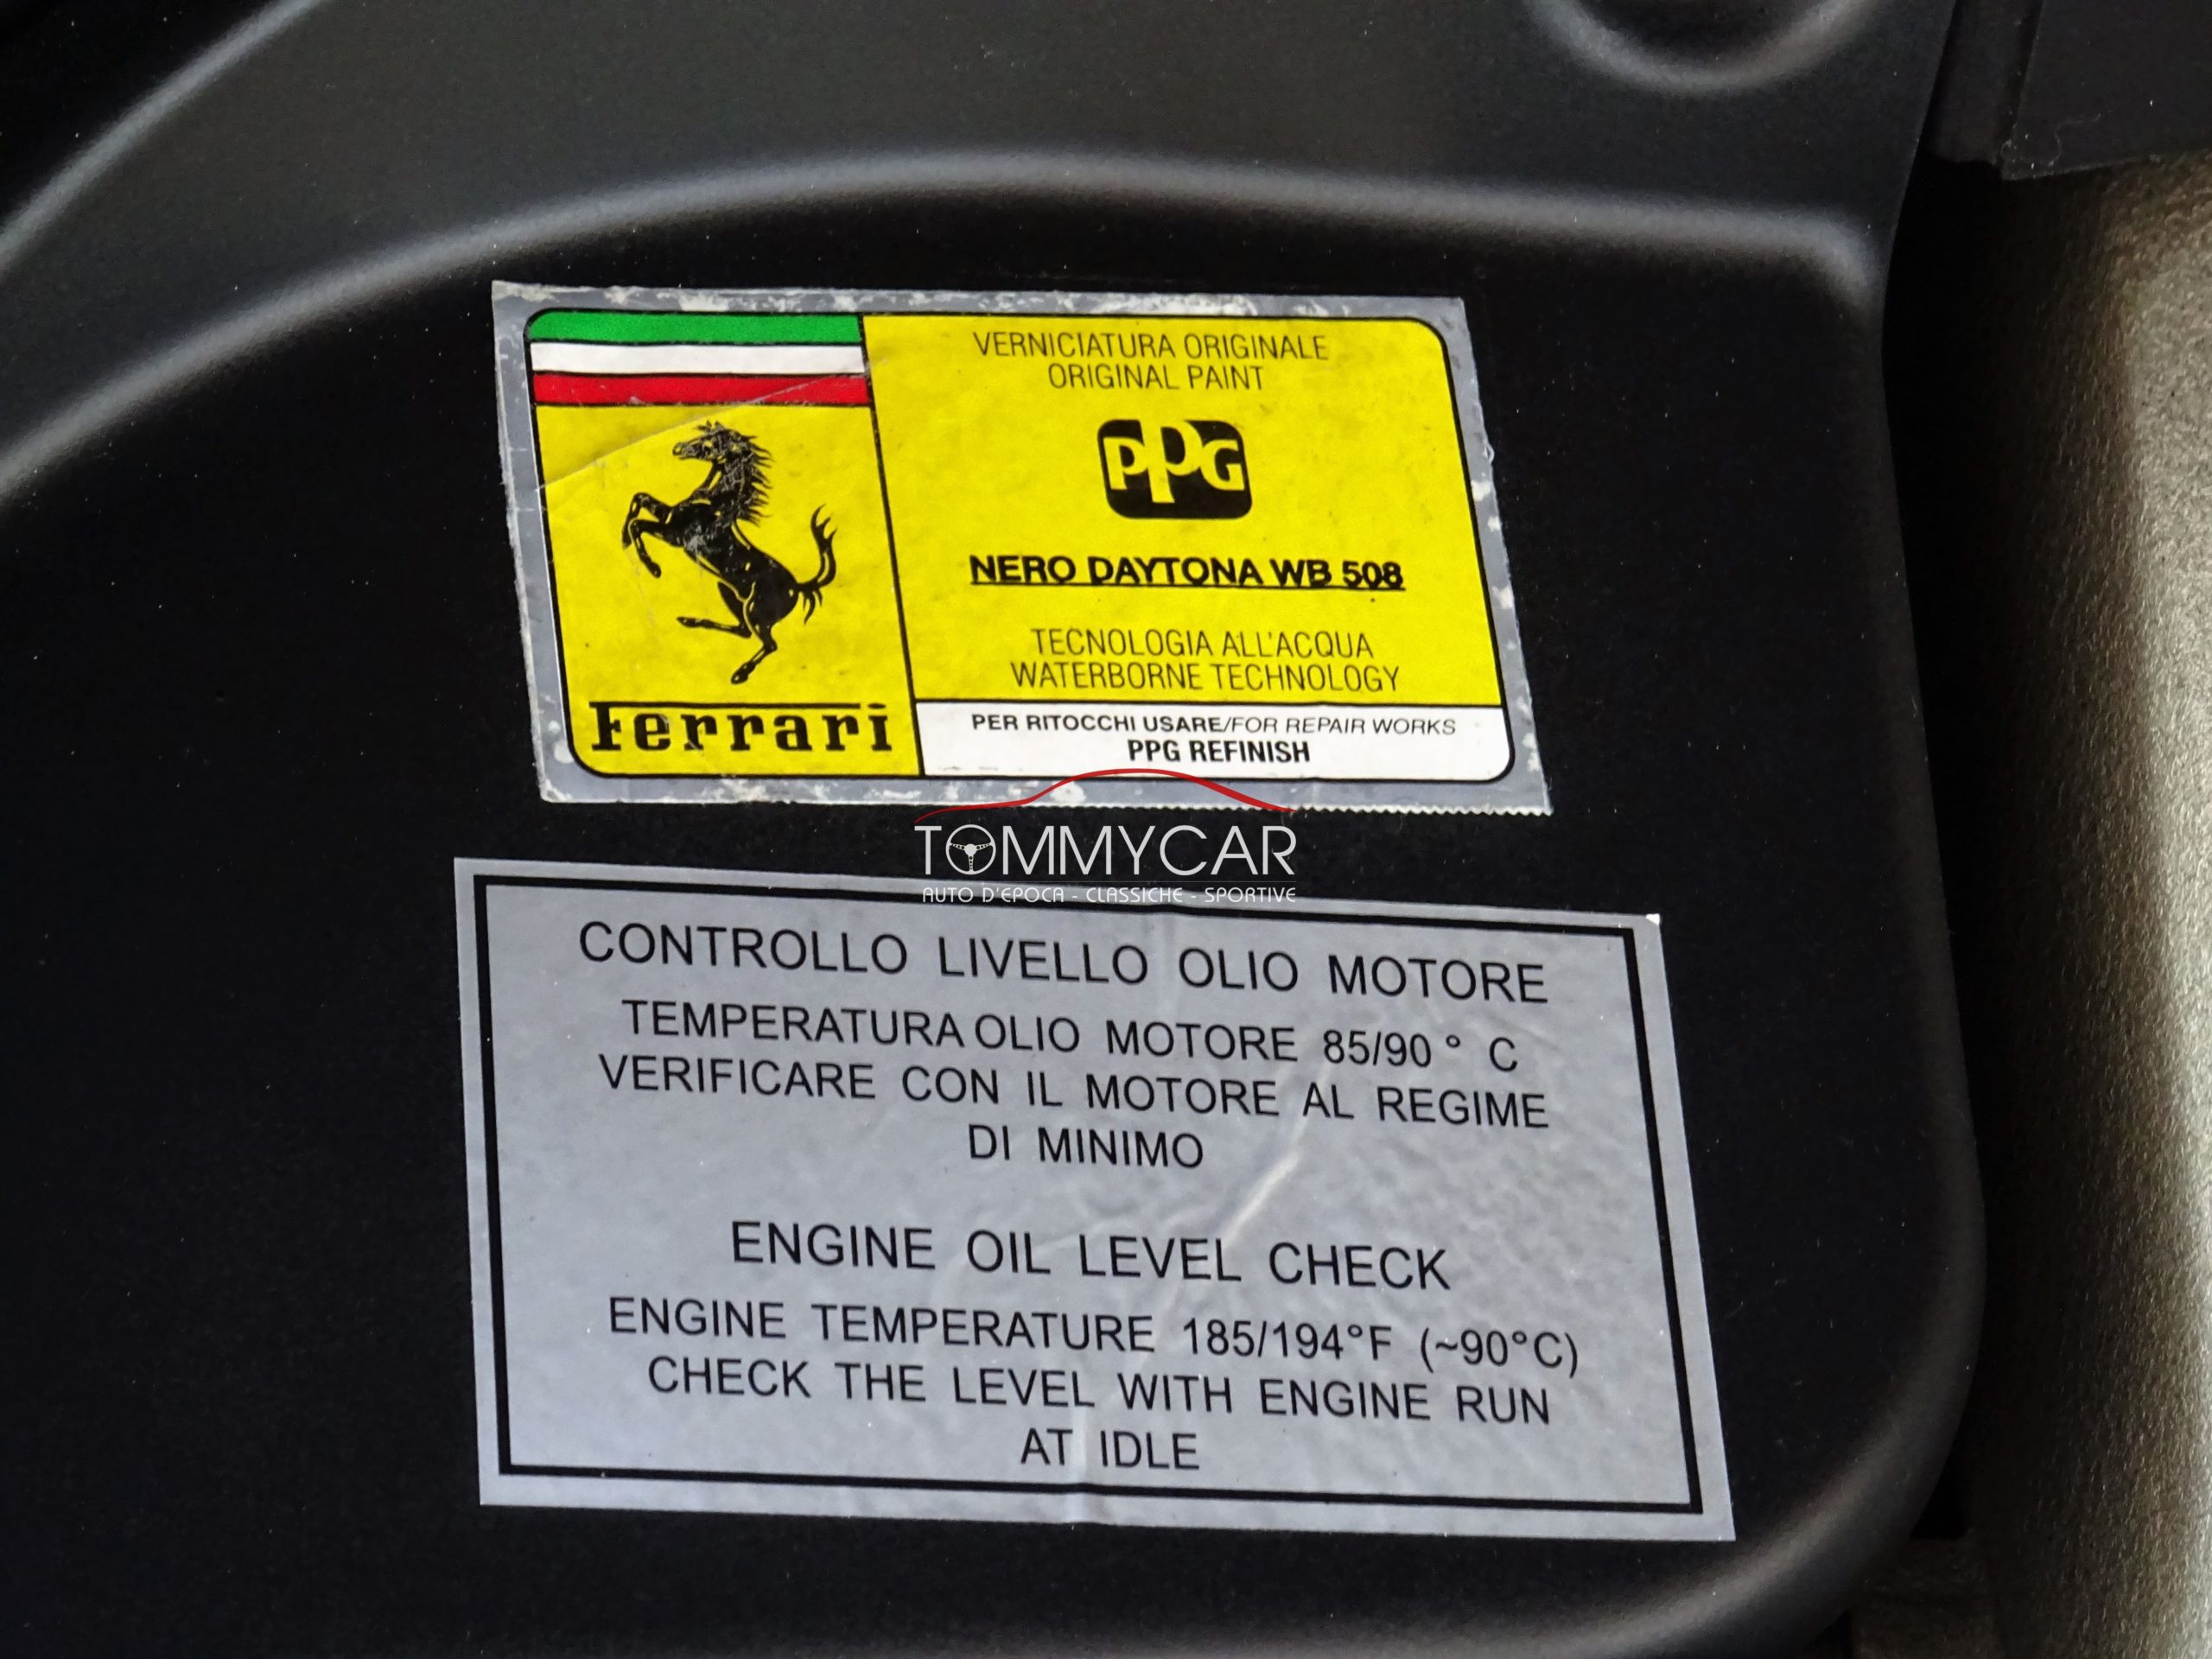 VERNICIATURA ORIGINALE
ORIGINAL PAINT
PPG
NERO DAYTONA WB 508
TECNOLOGIA ALL'ACQUA
WATERBORNE TECHNOLOGY
Ferrari
PER RITOCCHI USARE/FOR REPAIR WORKS
PPG REFINISH
TOMMYCAR
AUTO D'EPOCA - CLASSICHE - SPORTIVE
CONTROLLO LIVELLO OLIO MOTORE
TEMPERATURA OLIO MOTORE 85/90 ° C
VERIFICARE CON IL MOTORE AL REGIME
DI MINIMO
ENGINE OIL LEVEL CHECK
ENGINE TEMPERATURE 185/194°F (~90°C)
CHECK THE LEVEL WITH ENGINE RUN
AT IDLE